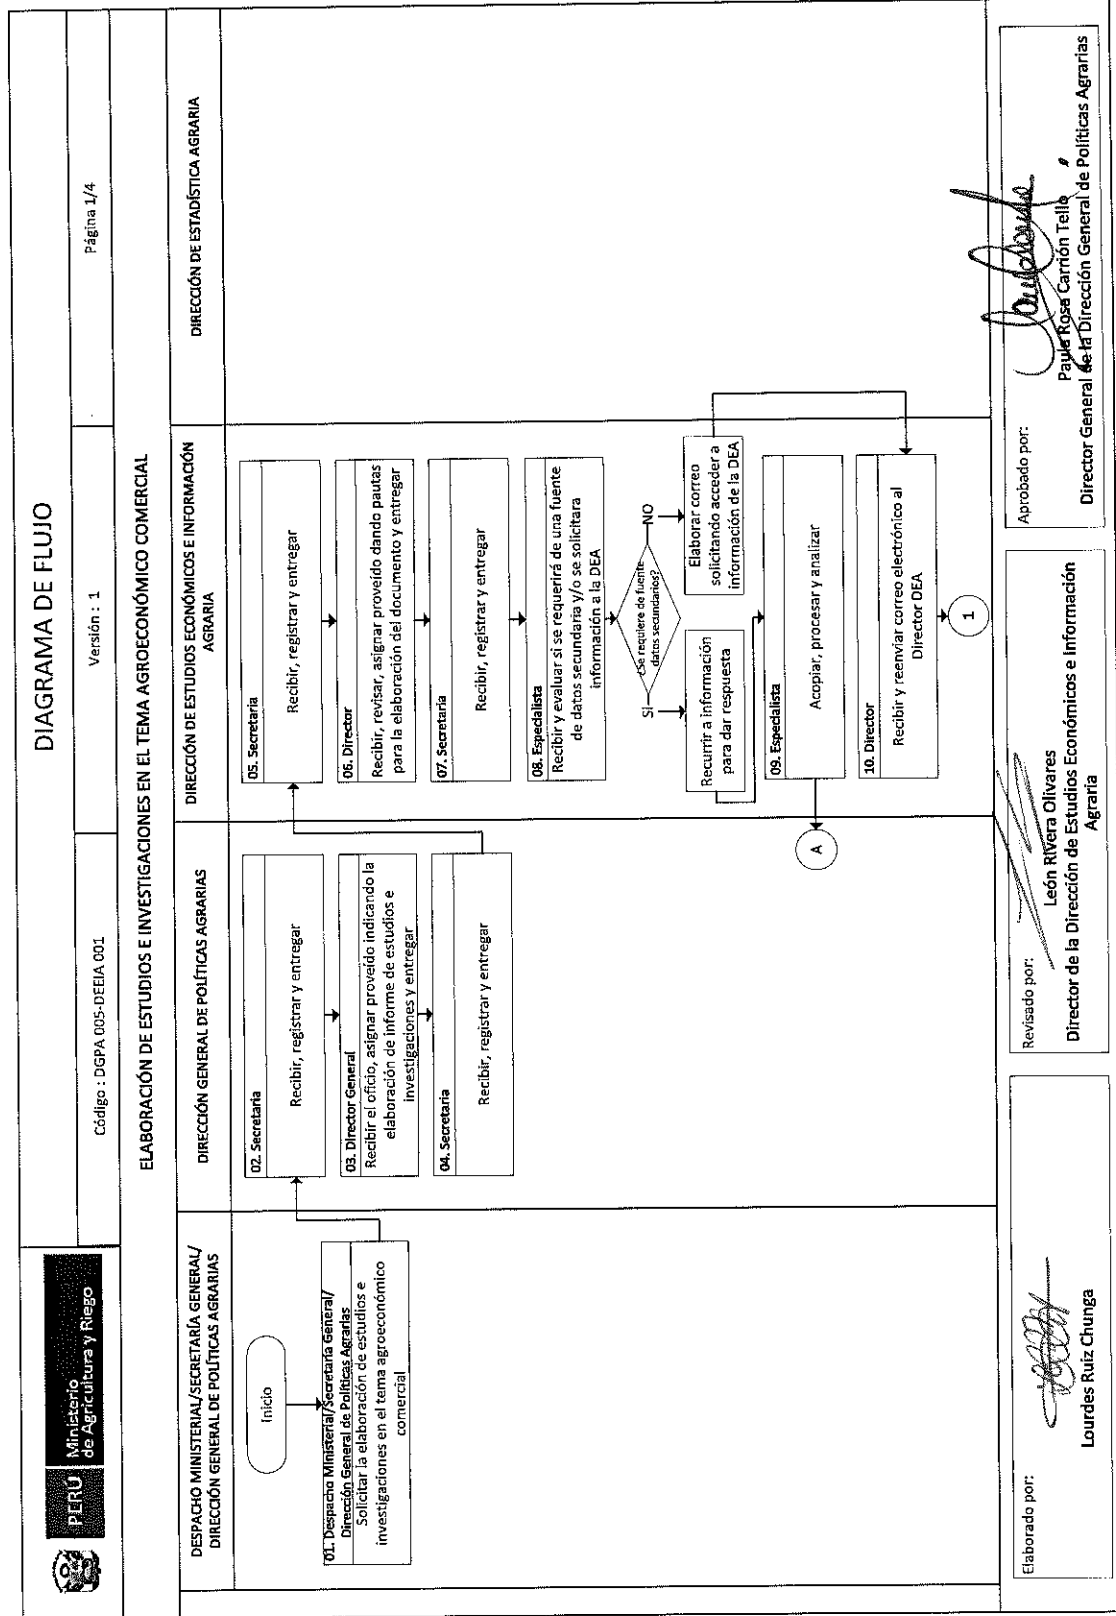 DIAGRAMA DE FLUJO
PERÚ
Ministerio
de Agricultura y Riego
Código : DGPA 005-DEEIA 001
Versión : 1
Página 1/4
ELABORACIÓN DE ESTUDIOS E INVESTIGACIONES EN EL TEMA AGROECONÓMICO COMERCIAL
DESPACHO MINISTERIAL/SECRETARÍA GENERAL/
DIRECCIÓN GENERAL DE POLÍTICAS AGRARIAS
DIRECCIÓN GENERAL DE POLÍTICAS AGRARIAS
DIRECCIÓN DE ESTUDIOS ECONÓMICOS E INFORMACIÓN
AGRARIA
DIRECCIÓN DE ESTADÍSTICA AGRARIA
Inicio
01. Despacho Ministerial/Secretaría General/
Dirección General de Políticas Agrarias
Solicitar la elaboración de estudios e
investigaciones en el tema agroeconómico
comercial
02. Secretaria
Recibir, registrar y entregar
03. Director General
Recibir el oficio, asignar proveído indicando la
elaboración de informe de estudios e
investigaciones y entregar
04. Secretaria
Recibir, registrar y entregar
05. Secretaria
Recibir, registrar y entregar
06. Director
Recibir, revisar, asignar proveído dando pautas
para la elaboración del documento y entregar
07. Secretaria
Recibir, registrar y entregar
08. Especialista
Recibir y evaluar si se requerirá de una fuente
de datos secundaria y/o se solicitara
información a la DEA
¿Se requiere de fuente
datos secundarios?
SI
NO
Recurrir a información
para dar respuesta
Elaborar correo
solicitando acceder a
información de la DEA
09. Especialista
Acopiar, procesar y analizar
A
10. Director
Recibir y reenviar correo electrónico al
Director DEA
1
Elaborado por:
Lourdes Ruiz Chunga
Revisado por:
León Rivera Olivares
Director de la Dirección de Estudios Económicos e Información
Agraria
Aprobado por:
Paula Rosa Carrión Tello
Director General de la Dirección General de Políticas Agrarias